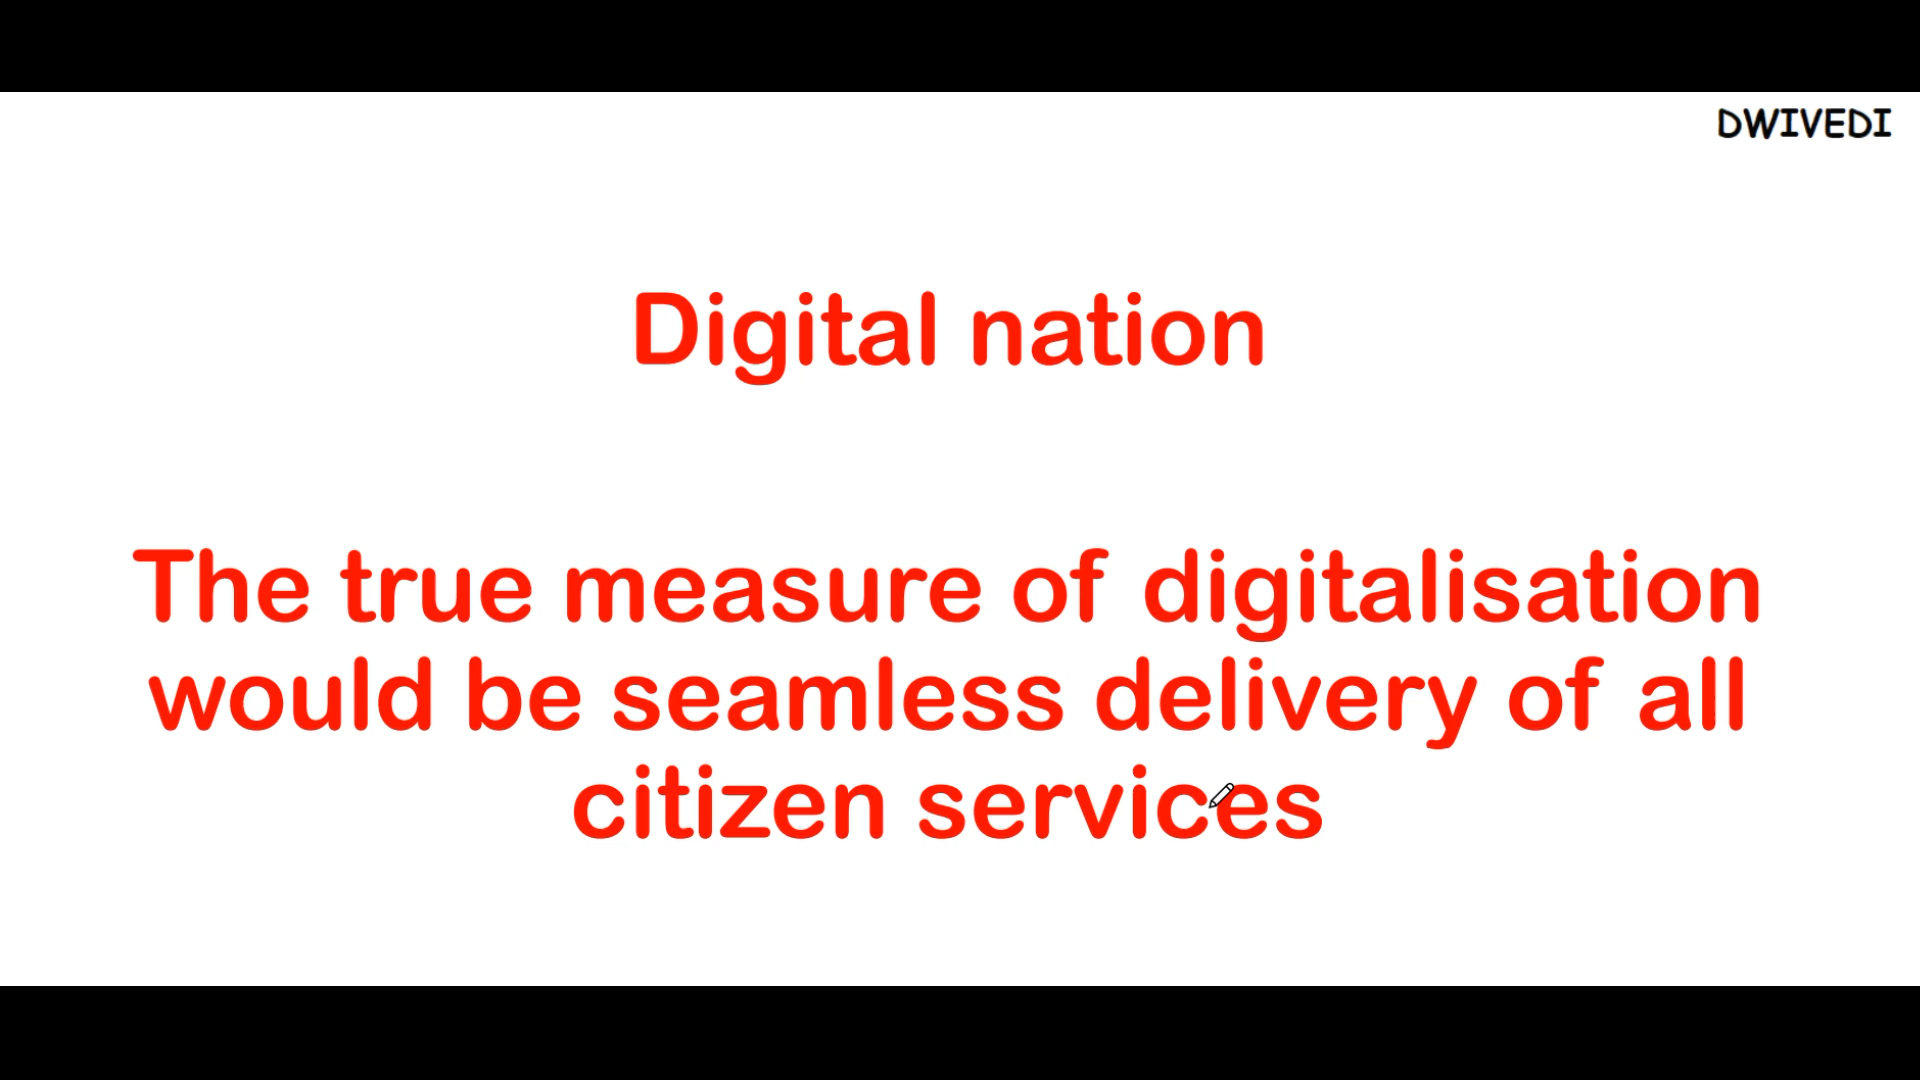 DWIVEDI
Digital nation
The true measure of digitalisation
would be seamless delivery of all
citizen services